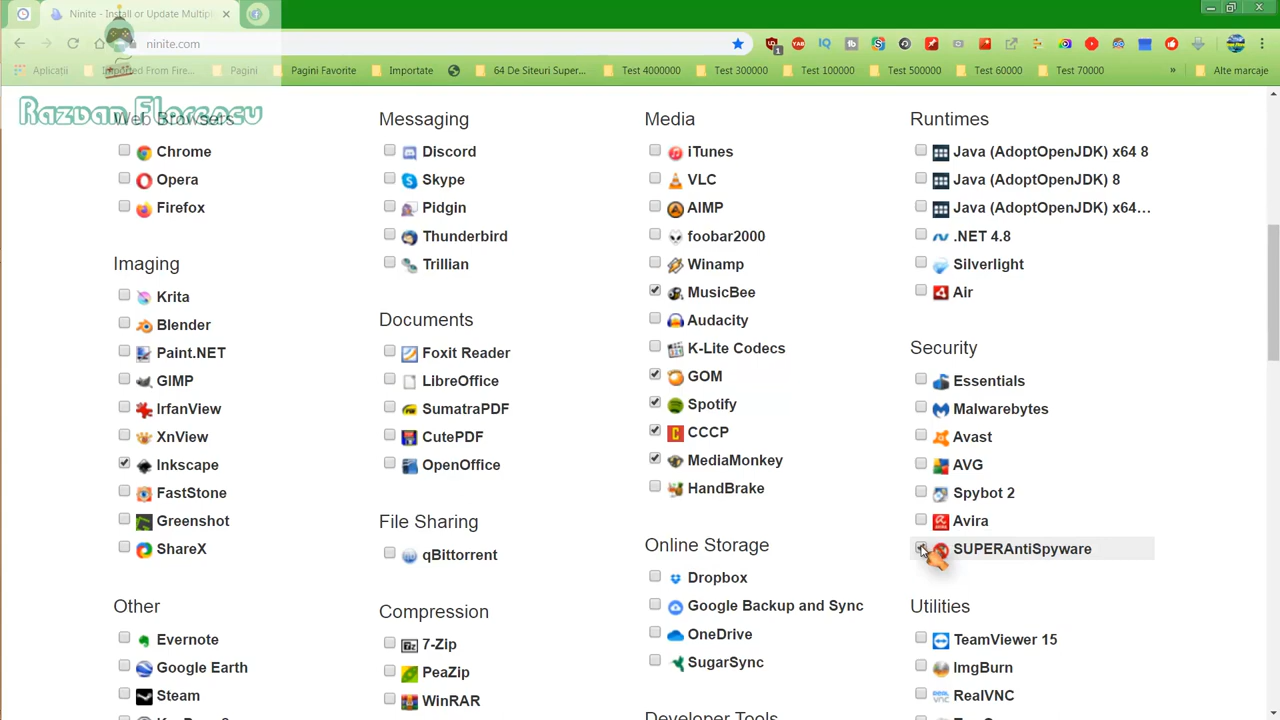 Ninite - Install or Update Multipl
ninite.com
Aplicații
Imported From Fire...
Pagini
Pagini Favorite
Importate
64 De Siteuri Super...
Test 4000000
Test 300000
Test 100000
Test 500000
Test 60000
Test 70000
»
Alte marcaje
Web Browsers
Chrome
Opera
Firefox
Imaging
Krita
Blender
Paint.NET
GIMP
IrfanView
XnView
Inkscape
FastStone
Greenshot
ShareX
Other
Evernote
Google Earth
Steam
Messaging
Discord
Skype
Pidgin
Thunderbird
Trillian
Documents
Foxit Reader
LibreOffice
SumatraPDF
CutePDF
OpenOffice
File Sharing
qBittorrent
Compression
7-Zip
PeaZip
WinRAR
Media
iTunes
VLC
AIMP
foobar2000
Winamp
MusicBee
Audacity
K-Lite Codecs
GOM
Spotify
CCCP
MediaMonkey
HandBrake
Online Storage
Dropbox
Google Backup and Sync
OneDrive
SugarSync
Developer Tools
Runtimes
Java (AdoptOpenJDK) x64 8
Java (AdoptOpenJDK) 8
Java (AdoptOpenJDK) x64...
.NET 4.8
Silverlight
Air
Security
Essentials
Malwarebytes
Avast
AVG
Spybot 2
Avira
SUPERAntiSpyware
Utilities
TeamViewer 15
ImgBurn
RealVNC